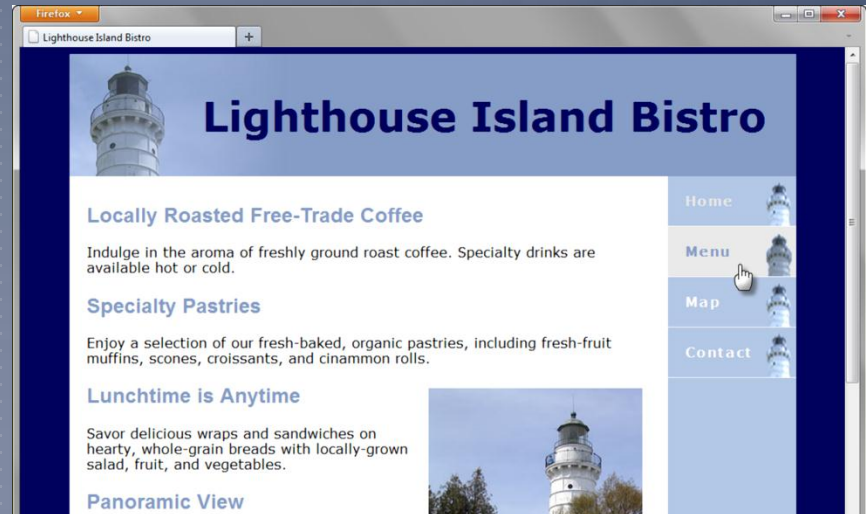 Firefox
Lighthouse Island Bistro
+
Lighthouse Island Bistro
Home
Menu
Map
Contact
Locally Roasted Free-Trade Coffee
Indulge in the aroma of freshly ground roast coffee. Specialty drinks are
available hot or cold.
Specialty Pastries
Enjoy a selection of our fresh-baked, organic pastries, including fresh-fruit
muffins, scones, croissants, and cinammon rolls.
Lunchtime is Anytime
Savor delicious wraps and sandwiches on
hearty, whole-grain breads with locally-grown
salad, fruit, and vegetables.
Panoramic View